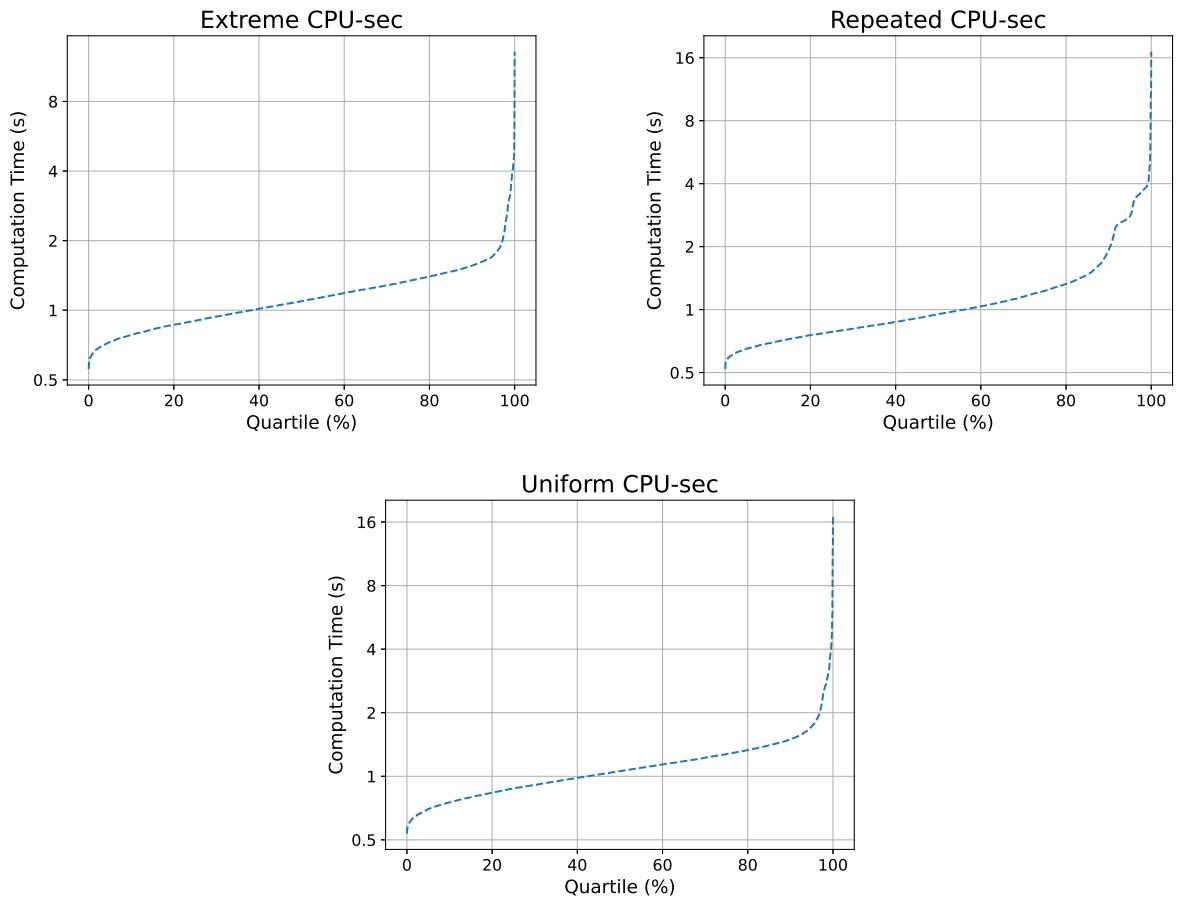 Extreme CPU-sec
Computation Time (s)
8
4
2
1
0.5
0 20 40 60 80 100
Quartile (%)
Repeated CPU-sec
Computation Time (s)
16
8
4
2
1
0.5
0 20 40 60 80 100
Quartile (%)
Uniform CPU-sec
Computation Time (s)
16
8
4
2
1
0.5
0 20 40 60 80 100
Quartile (%)